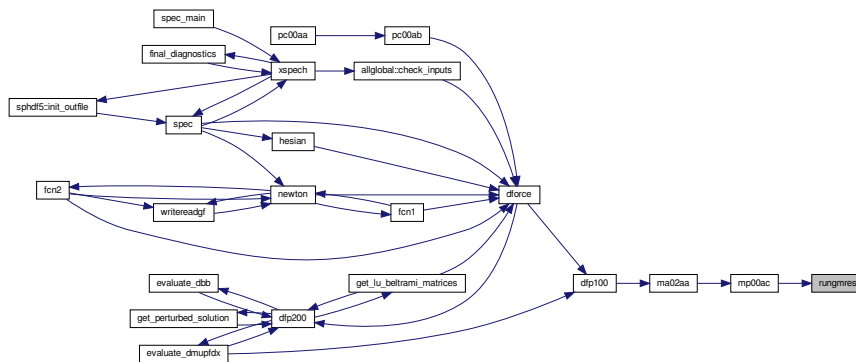 spec_main
pc00aa
pc00ab
final_diagnostics
xspech
allglobal::check_inputs
sphdf5::init_outfile
spec
hesian
fcn2
newton
dforce
writereadgf
fcn1
evaluate_dbb
get_lu_beltrami_matrices
dfp100
ma02aa
mp00ac
rungmres
get_perturbed_solution
dfp200
evaluate_dmupfdx